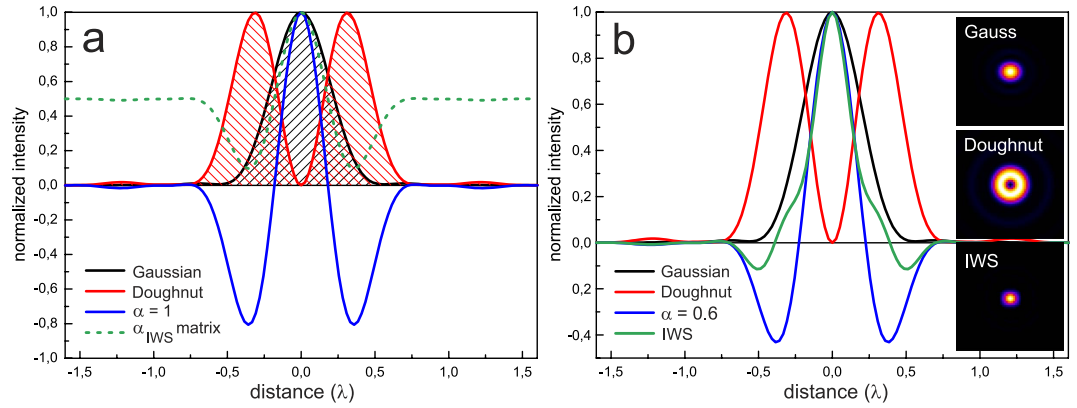 a
normalized intensity
1,0
0,8
0,6
0,4
0,2
0,0
-0,2
-0,4
-0,6
-0,8
-1,0
Gaussian
Doughnut
α = 1
α IWS matrix
-1,5
-1,0
-0,5
0,0
0,5
1,0
1,5
distance (λ)
b
normalized intensity
1,0
0,8
0,6
0,4
0,2
0,0
-0,2
-0,4
Gaussian
Doughnut
α = 0.6
IWS
Gauss
Doughnut
IWS
-1,5
-1,0
-0,5
0,0
0,5
1,0
1,5
distance (λ)